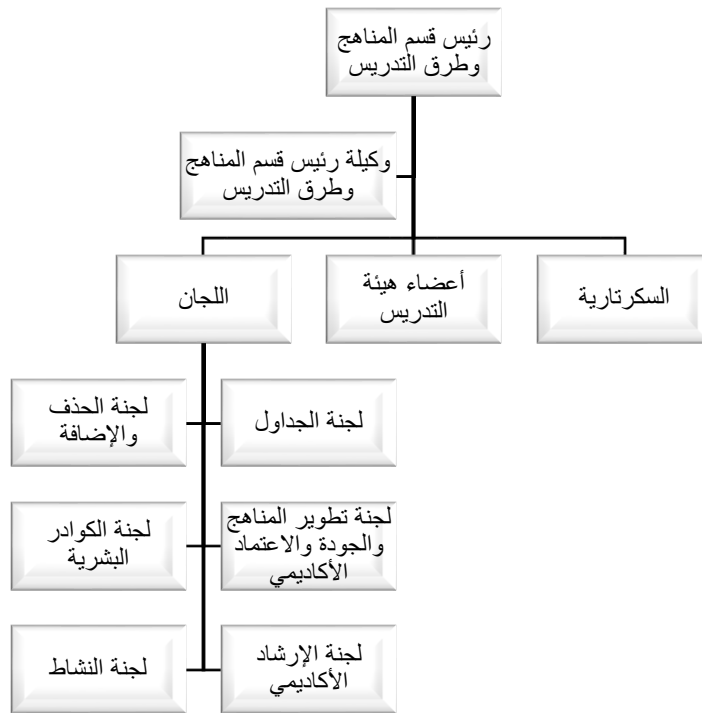 رئيس قسم المناهج
وطرق التدريس
وكيلة رئيس قسم المناهج
وطرق التدريس
السكرتارية
أعضاء هيئة
التدريس
اللجان
لجنة الجداول
لجنة الحذف
والإضافة
لجنة تطوير المناهج
والجودة والاعتماد
الأكاديمي
لجنة الكوادر
البشرية
لجنة الإرشاد
الأكاديمي
لجنة النشاط